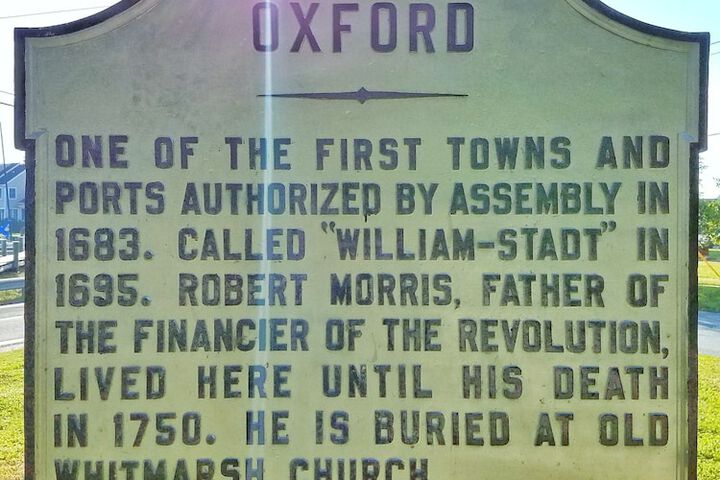 OXFORD
ONE OF THE FIRST TOWNS AND
PORTS AUTHORIZED BY ASSEMBLY IN
1683. CALLED "WILLIAM-STADT" IN
1695. ROBERT MORRIS, FATHER OF
THE FINANCIER OF THE REVOLUTION,
LIVED HERE UNTIL HIS DEATH
IN 1750. HE IS BURIED AT OLD
WHITMARSH CHURCH